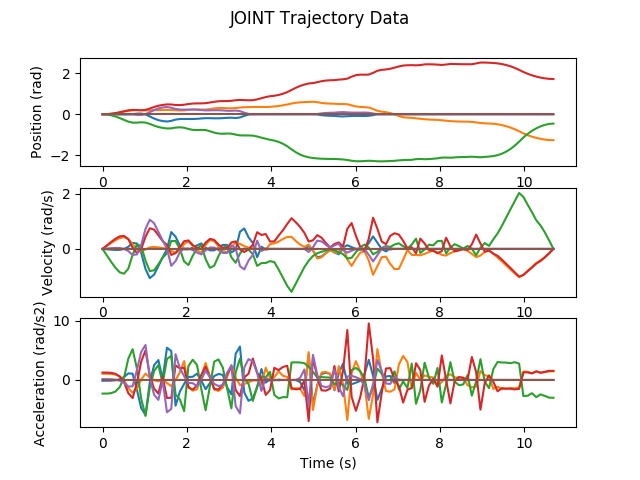 JOINT Trajectory Data
Position (rad)
2
0
−2
0 2 4 6 8 10
Velocity (rad/s)
2
0
0 2 4 6 8 10
Acceleration (rad/s2)
10
0
0 2 4 6 8 10
Time (s)